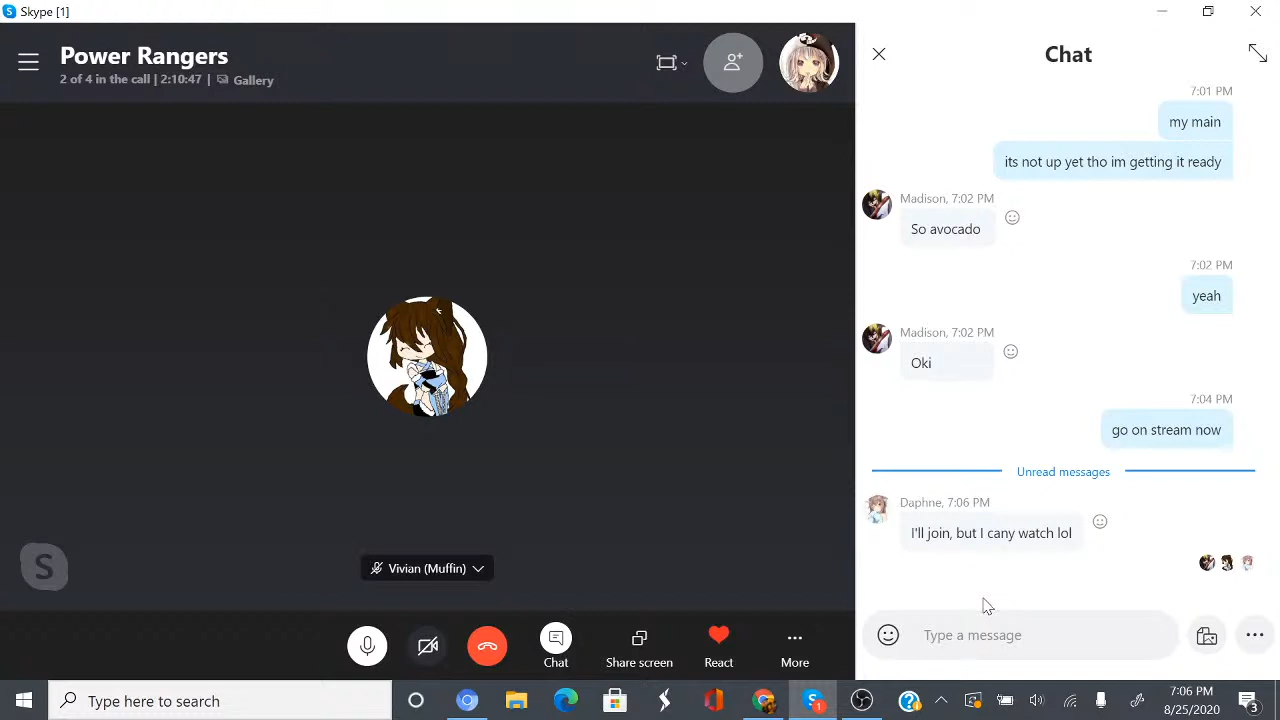 Skype [1]
Power Rangers
2 of 4 in the call | 2:10:47 | Gallery
S
Vivian (Muffin)
Chat
Share screen
React
More
Chat
7:01 PM
my main
its not up yet tho im getting it ready
Madison, 7:02 PM
So avocado
7:02 PM
yeah
Madison, 7:02 PM
Oki
7:04 PM
go on stream now
Unread messages
Daphne, 7:06 PM
I'll join, but I cany watch lol
Type a message
Type here to search
1
7:06 PM
8/25/2020
3